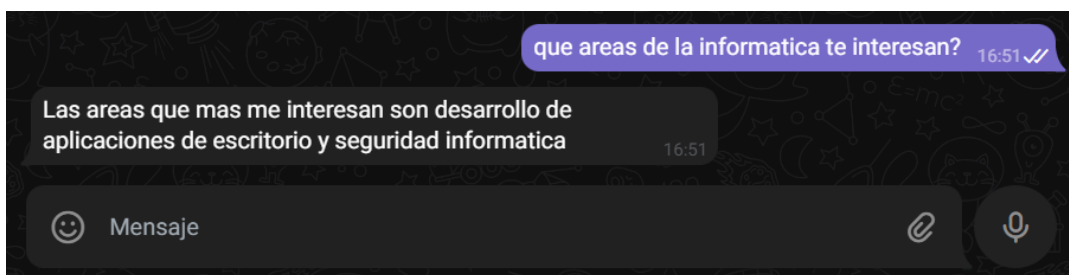 que areas de la informatica te interesan?
16:51
Las areas que mas me interesan son desarrollo de
aplicaciones de escritorio y seguridad informatica
16:51
Mensaje